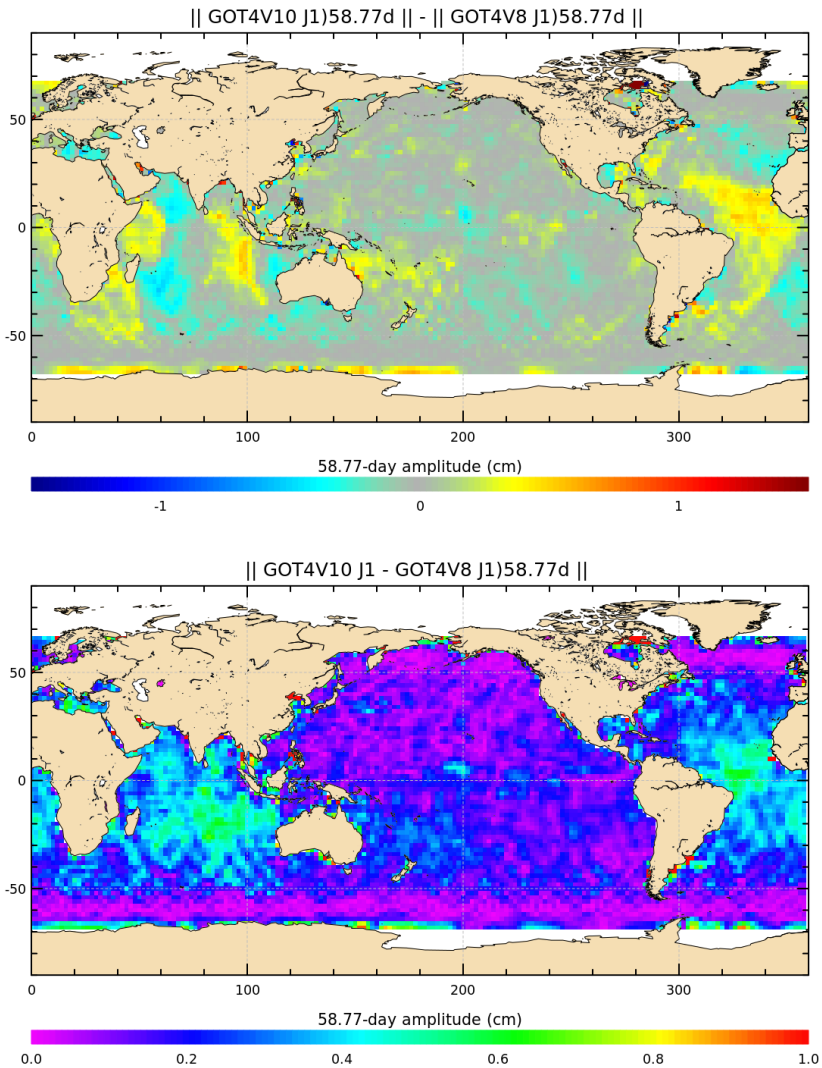 || GOT4V10 J1)58.77d || - || GOT4V8 J1)58.77d ||
50
0
-50
0 100 200 300
58.77-day amplitude (cm)
-1 0 1
|| GOT4V10 J1 - GOT4V8 J1)58.77d ||
50
0
-50
0 100 200 300
58.77-day amplitude (cm)
0.0 0.2 0.4 0.6 0.8 1.0